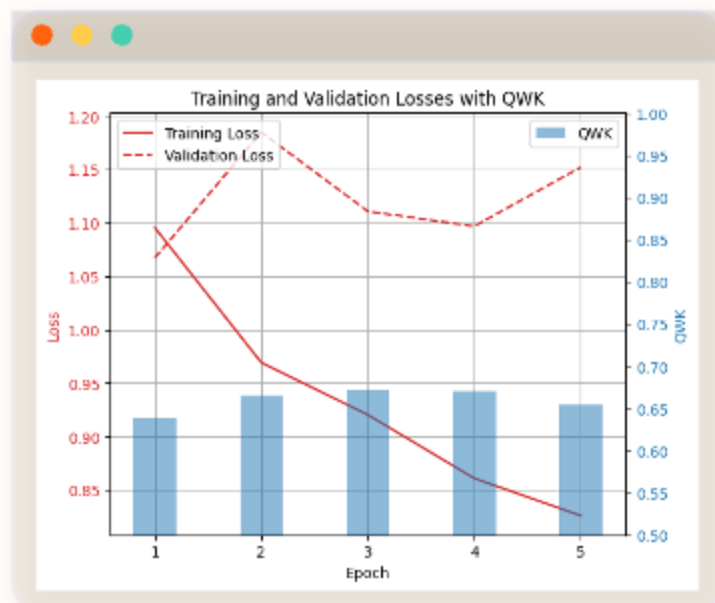 Training and Validation Losses with QWK
Training Loss
Validation Loss
QWK
1.20
1.15
1.10
1.05
1.00
0.95
0.90
0.85
Loss
1.00
0.95
0.90
0.85
0.80
0.75
0.70
0.65
0.60
0.55
0.50
QWK
1 2 3 4 5
Epoch